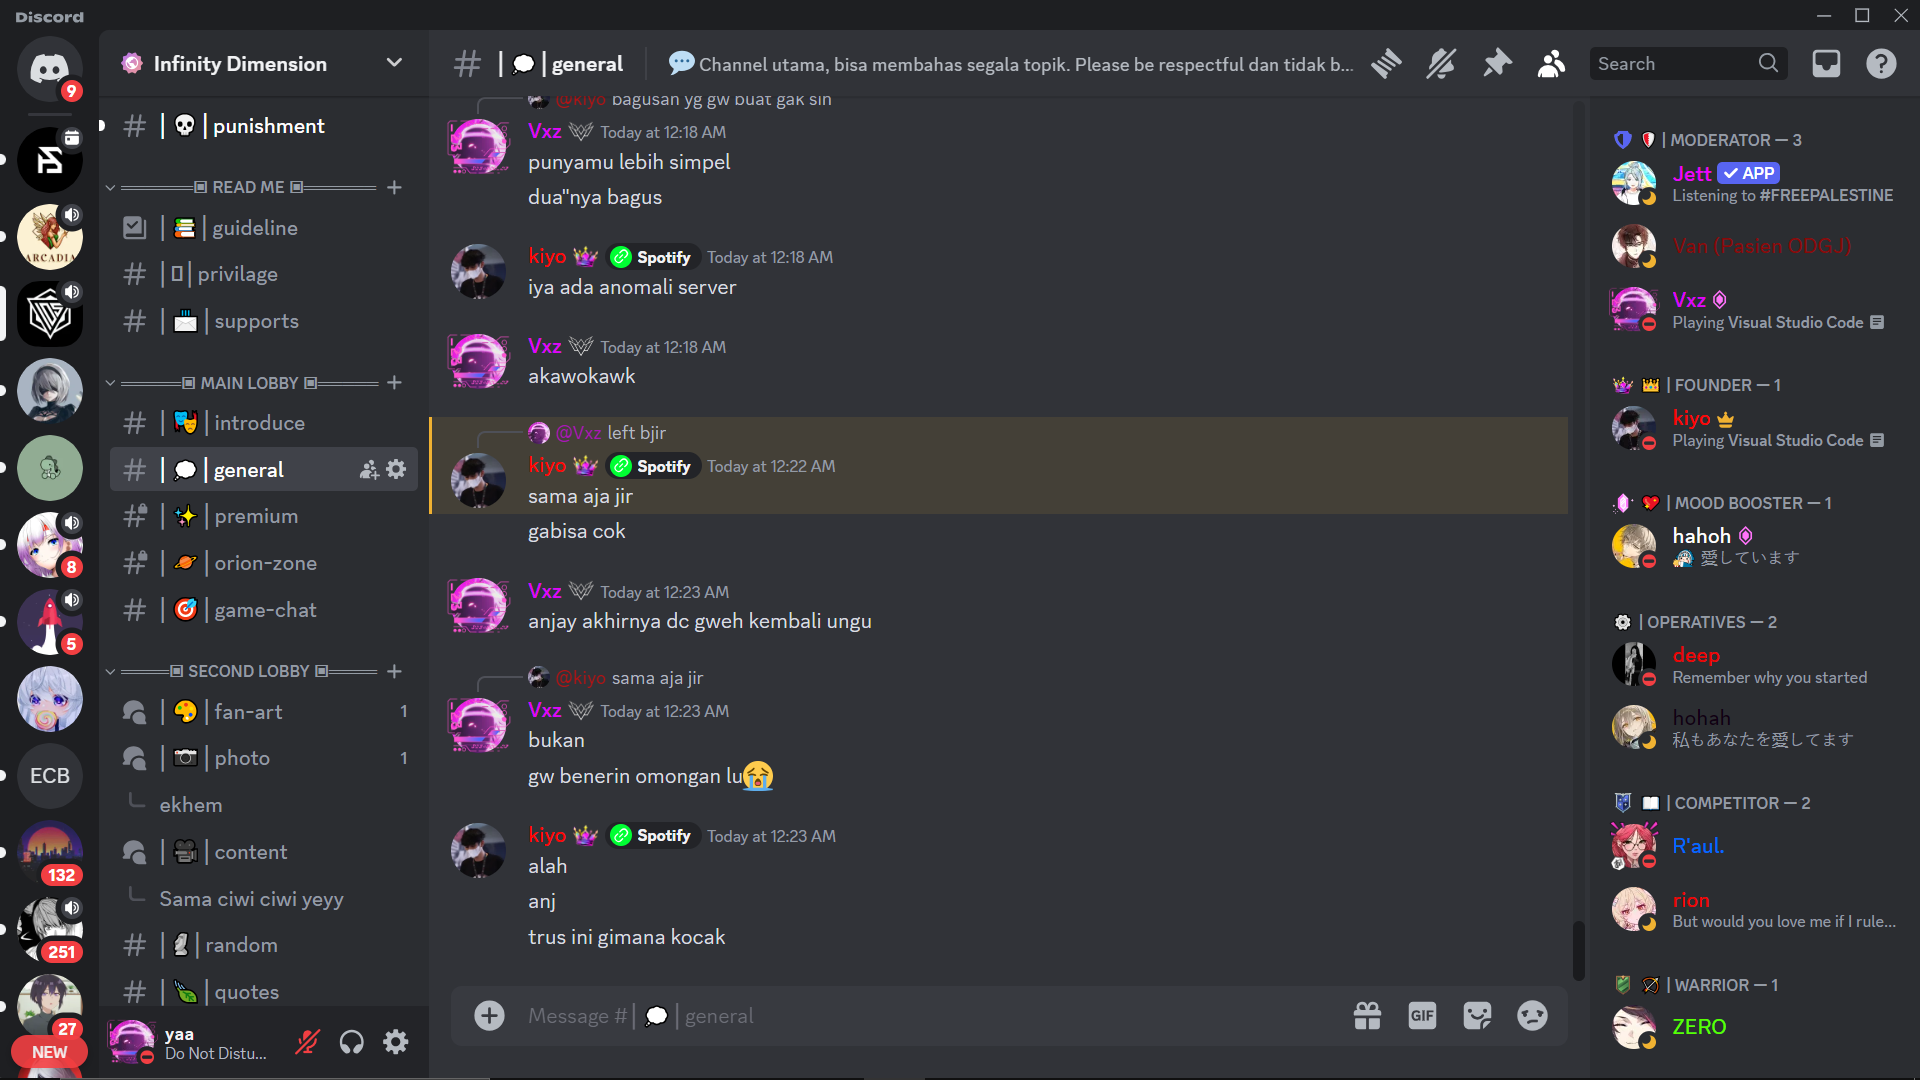 Discord
Infinity Dimension
| 💭 | general
Channel utama, bisa membahas segala topik. Please be respectful dan tidak b...
Search
9
ARCADIA
8
5
ECB
132
251
27
NEW
| 💀 | punishment
READ ME
| 📚 | guideline
| | privilage
| 📨 | supports
MAIN LOBBY
| 🎭 | introduce
| 💭 | general
| ✨ | premium
| 🪐 | orion-zone
| 🎯 | game-chat
SECOND LOBBY
| 🎨 | fan-art 1
| 📷 | photo 1
ekhem
| 🎥 | content
Sama ciwi ciwi yeyy
| 🗿 | random
| 🍃 | quotes
yaa
Do Not Distu...
@kiyo bagusan yg gw buat gak sih
Vxz Today at 12:18 AM
punyamu lebih simpel
dua"nya bagus
kiyo Spotify Today at 12:18 AM
iya ada anomali server
Vxz Today at 12:18 AM
akawokawk
@Vxz left bjir
kiyo Spotify Today at 12:22 AM
sama aja jir
gabisa cok
Vxz Today at 12:23 AM
anjay akhirnya dc gweh kembali ungu
@kiyo sama aja jir
Vxz Today at 12:23 AM
bukan
gw benerin omongan lu😭
kiyo Spotify Today at 12:23 AM
alah
anj
trus ini gimana kocak
Message # | 💭 | general
GIF
| MODERATOR — 3
Jett ✓ APP
Listening to #FREEPALESTINE
Van (Pasien ODGJ)
Vxz
Playing Visual Studio Code
| FOUNDER — 1
kiyo
Playing Visual Studio Code
| MOOD BOOSTER — 1
hahoh
愛しています
| OPERATIVES — 2
deep
Remember why you started
hohah
私もあなたを愛してます
| COMPETITOR — 2
R'aul.
rion
But would you love me if I rule...
| WARRIOR — 1
ZERO